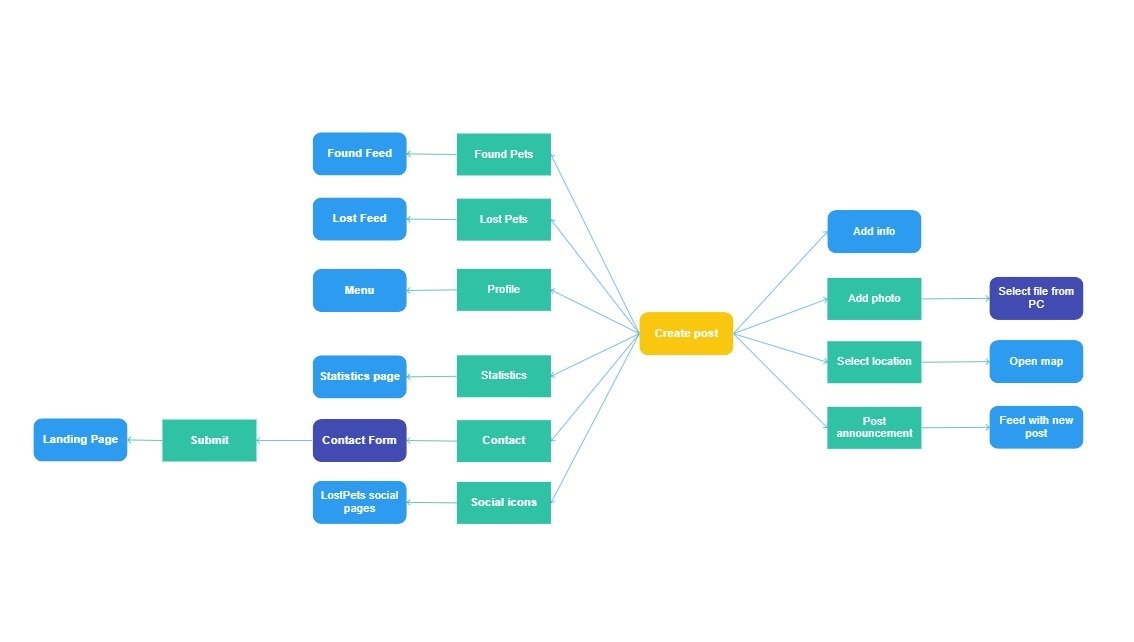 Found Feed
Found Pets
Lost Feed
Lost Pets
Menu
Profile
Statistics page
Statistics
Landing Page
Submit
Contact Form
Contact
LostPets social
pages
Social icons
Create post
Add info
Add photo
Select file from
PC
Select location
Open map
Post
announcement
Feed with new
post